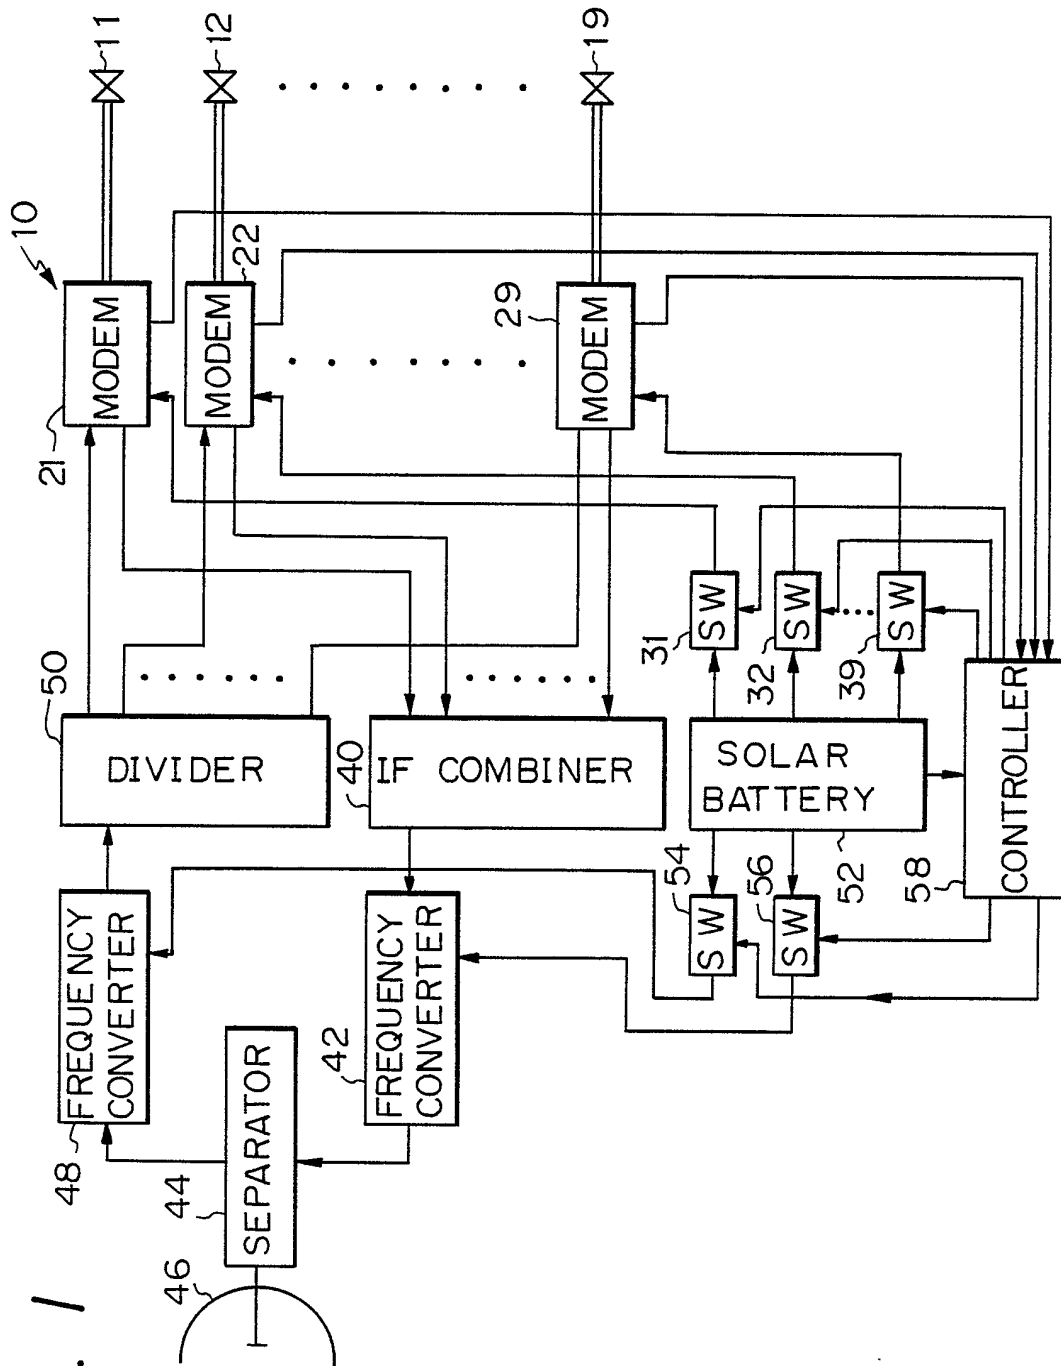 . /
10
11
12
19
MODEM
21
MODEM
22
MODEM
29
DIVIDER
50
IF COMBINER
40
SW
31
SW
32
SW
39
SOLAR
BATTERY
52
SW
54
SW
56
CONTROLLER
58
FREQUENCY
CONVERTER
48
FREQUENCY
CONVERTER
42
SEPARATOR
44
46